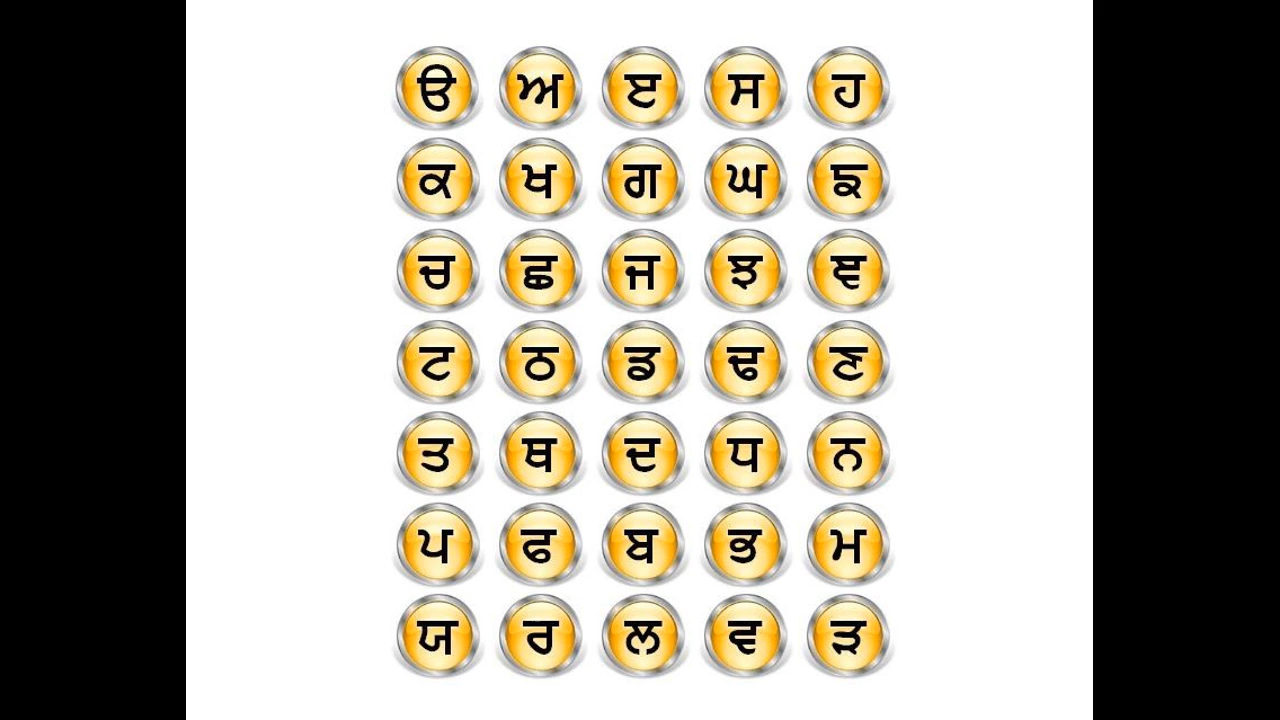 ੳ ਅ ੲ ਸ ਹ
ਕ ਖ ਗ ਘ ਙ
ਚ ਛ ਜ ਝ ਞ
ਟ ਠ ਡ ਢ ਣ
ਤ ਥ ਦ ਧ ਨ
ਪ ਫ ਬ ਭ ਮ
ਯ ਰ ਲ ਵ ੜ